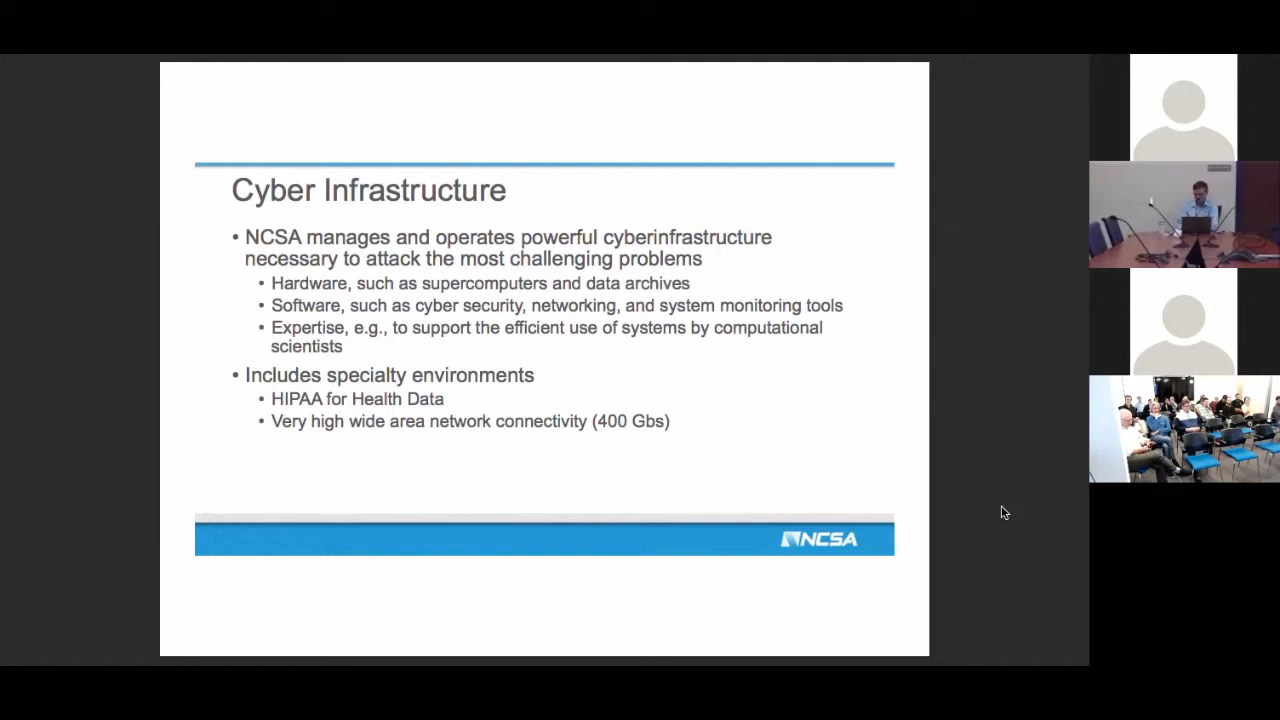 Cyber Infrastructure
• NCSA manages and operates powerful cyberinfrastructure
necessary to attack the most challenging problems
• Hardware, such as supercomputers and data archives
• Software, such as cyber security, networking, and system monitoring tools
• Expertise, e.g., to support the efficient use of systems by computational
scientists
• Includes specialty environments
• HIPAA for Health Data
• Very high wide area network connectivity (400 Gbs)
NCSA